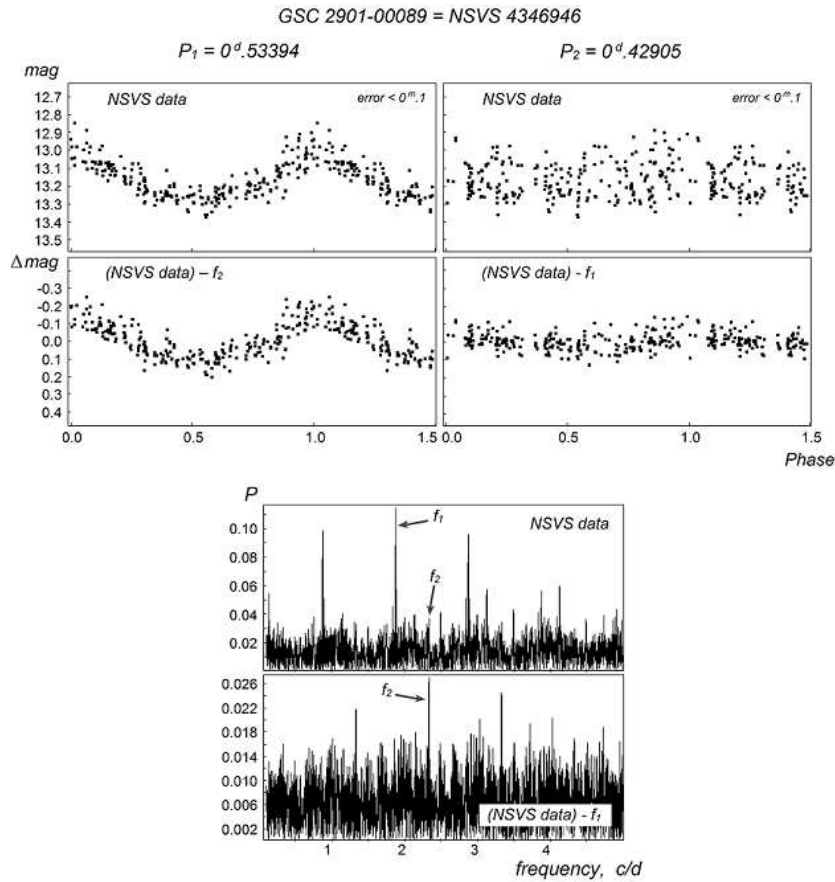 GSC 2901-00089 = NSVS 4346946
P₁ = 0ᵈ.53394 P₂ = 0ᵈ.42905
mag
NSVS data error < 0ᵐ.1 NSVS data error < 0ᵐ.1
12.7
12.8
12.9
13.0
13.1
13.2
13.3
13.4
13.5
Δ mag
(NSVS data) – f₂ (NSVS data) - f₁
-0.3
-0.2
-0.1
0.0
0.1
0.2
0.3
0.4
0.0 0.5 1.0 1.5 0.0 0.5 1.0 1.5
Phase
P
f₁ NSVS data
0.10
0.08
f₂
0.06
0.04
0.02
0.026
f₂
0.022
0.018
0.014
0.010
0.006
(NSVS data) - f₁
0.002
1 2 3 4
frequency, c/d